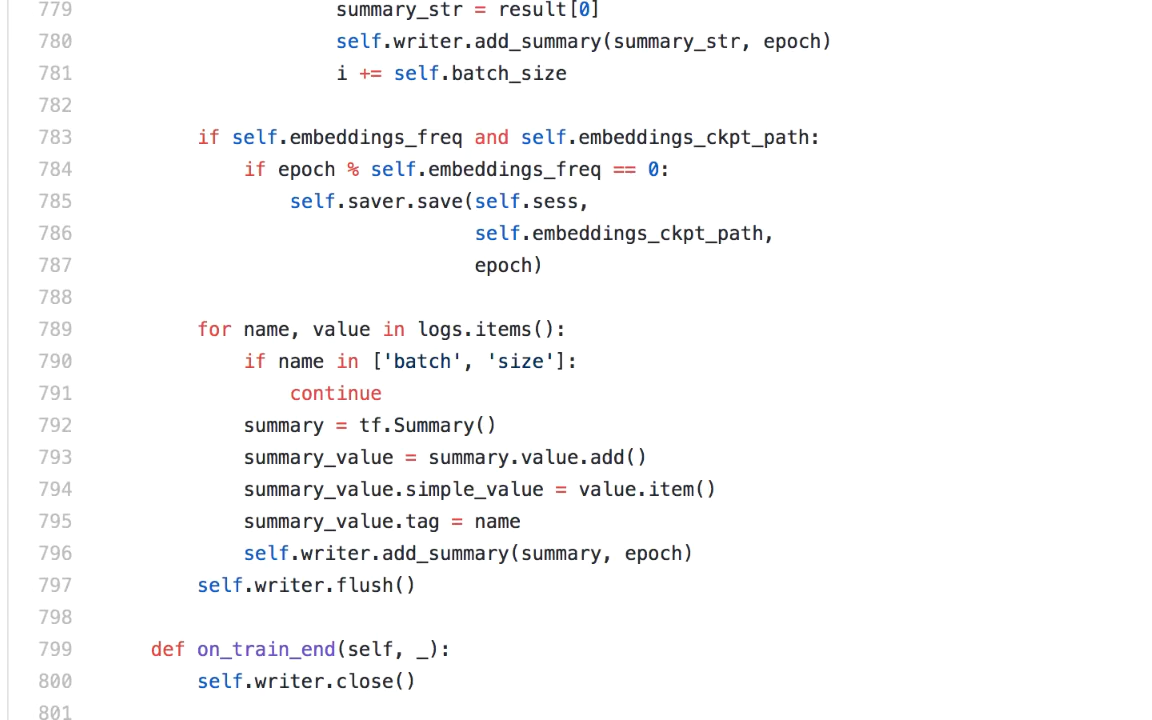 779 summary_str = result[0]
780 self.writer.add_summary(summary_str, epoch)
781 i += self.batch_size
782
783 if self.embeddings_freq and self.embeddings_ckpt_path:
784 if epoch % self.embeddings_freq == 0:
785 self.saver.save(self.sess,
786 self.embeddings_ckpt_path,
787 epoch)
788
789 for name, value in logs.items():
790 if name in ['batch', 'size']:
791 continue
792 summary = tf.Summary()
793 summary_value = summary.value.add()
794 summary_value.simple_value = value.item()
795 summary_value.tag = name
796 self.writer.add_summary(summary, epoch)
797 self.writer.flush()
798
799 def on_train_end(self, _):
800 self.writer.close()
801